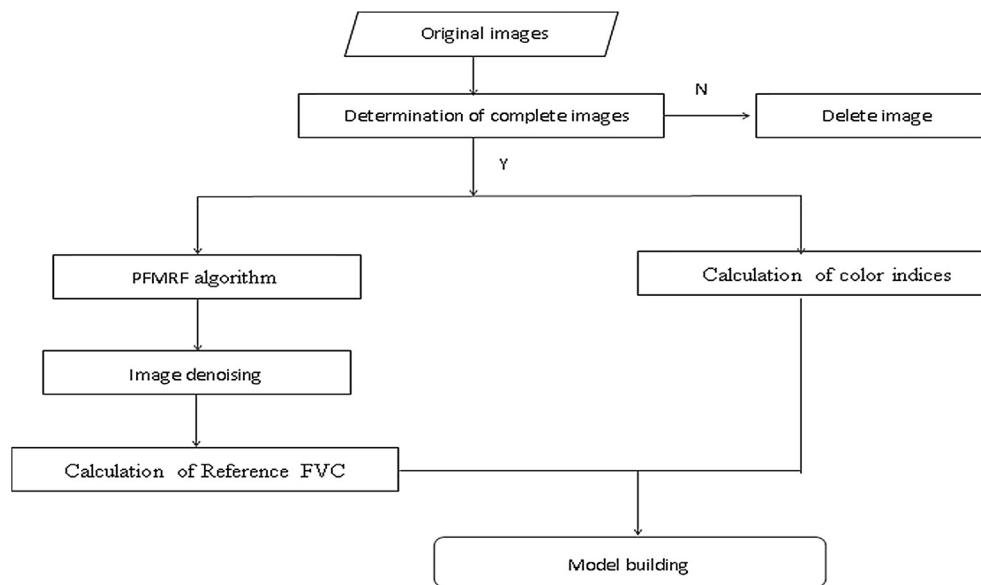 Original images
Determination of complete images
N
Delete image
Y
PFMRF algorithm
Calculation of color indices
Image denoising
Calculation of Reference FVC
Model building